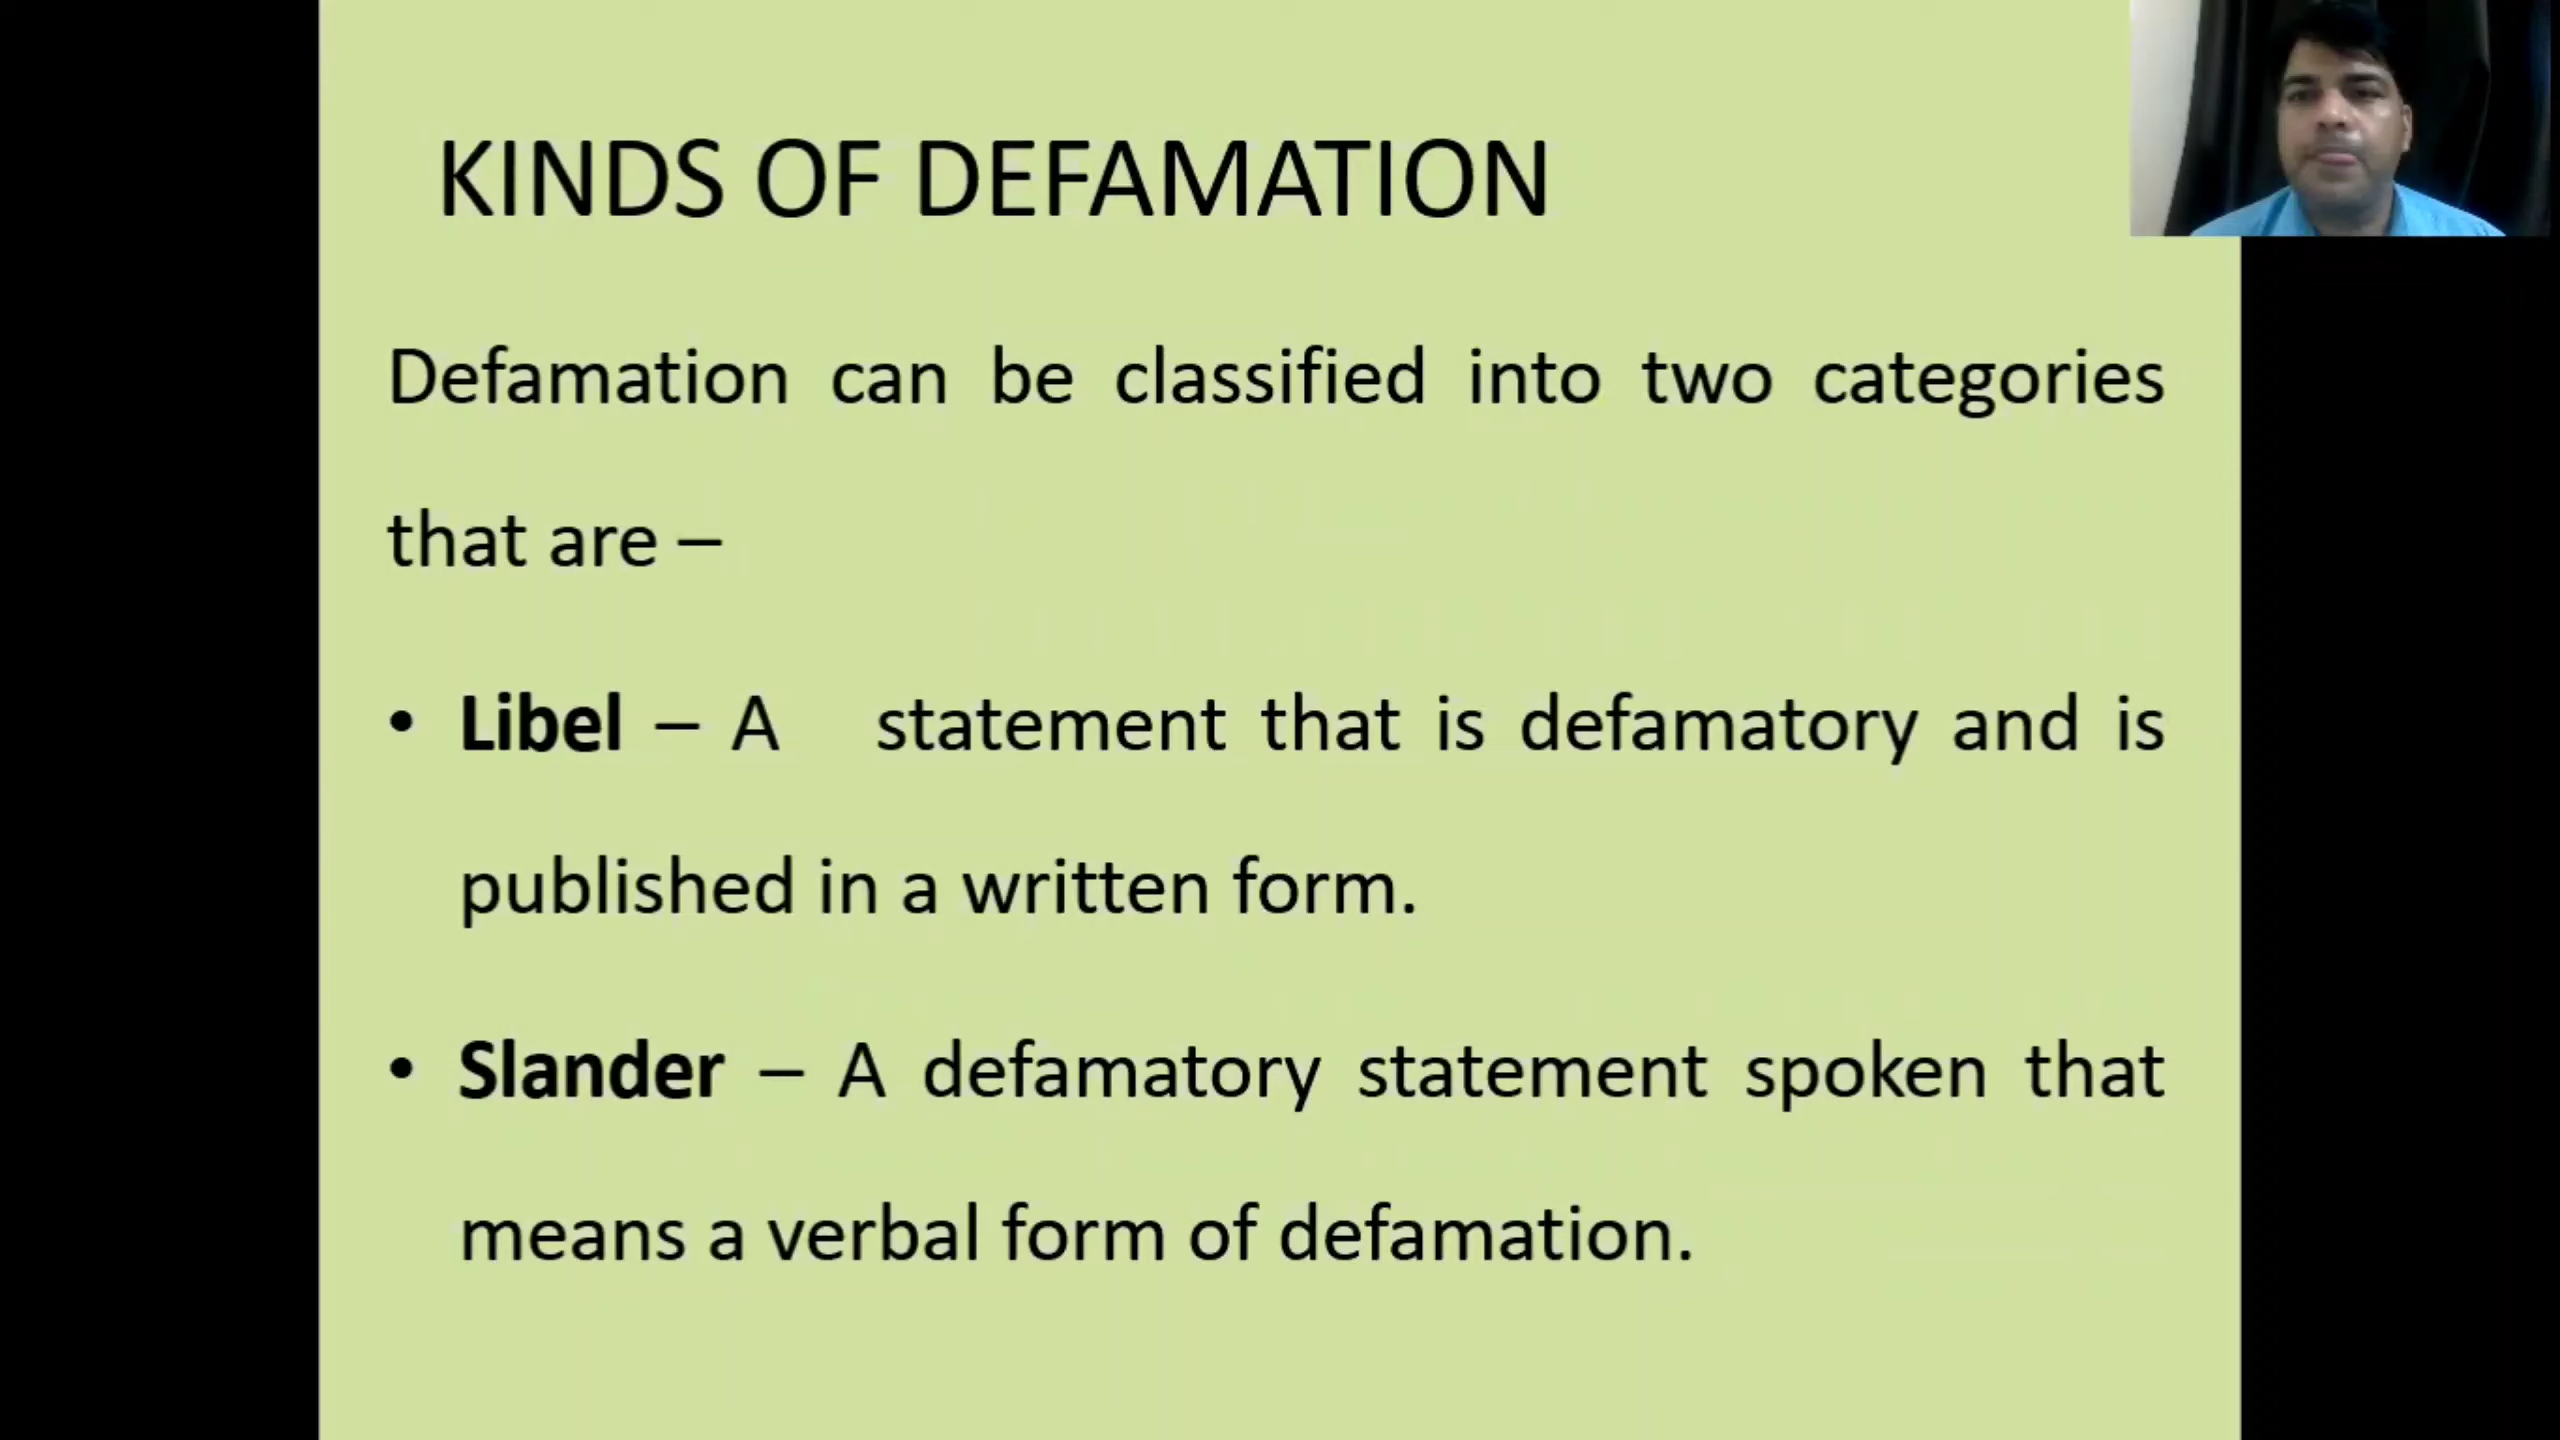 KINDS OF DEFAMATION
Defamation can be classified into two categories
that are –
• Libel – A statement that is defamatory and is
published in a written form.
• Slander – A defamatory statement spoken that
means a verbal form of defamation.